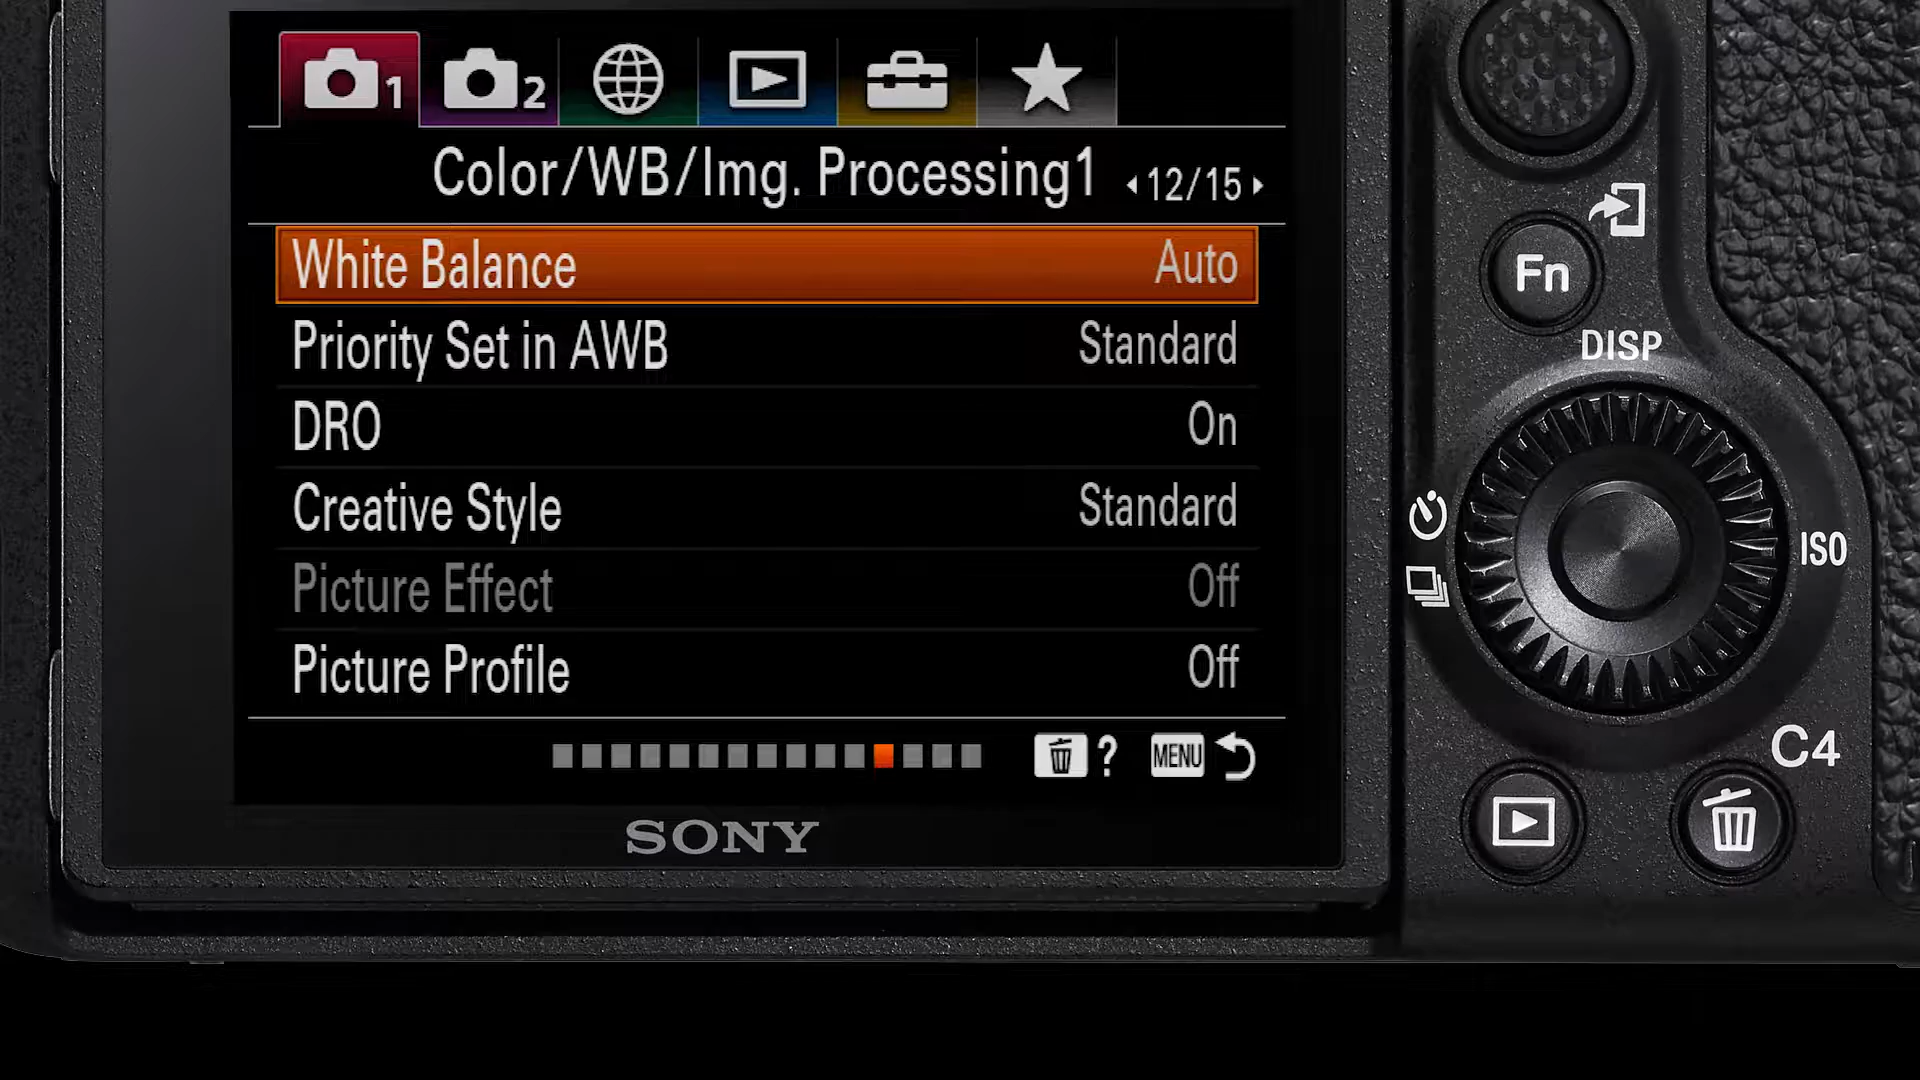 1 2
Color/WB/Img. Processing1 12/15
White Balance Auto
Priority Set in AWB Standard
DRO On
Creative Style Standard
Picture Effect Off
Picture Profile Off
? MENU
SONY
Fn
DISP
ISO
C4